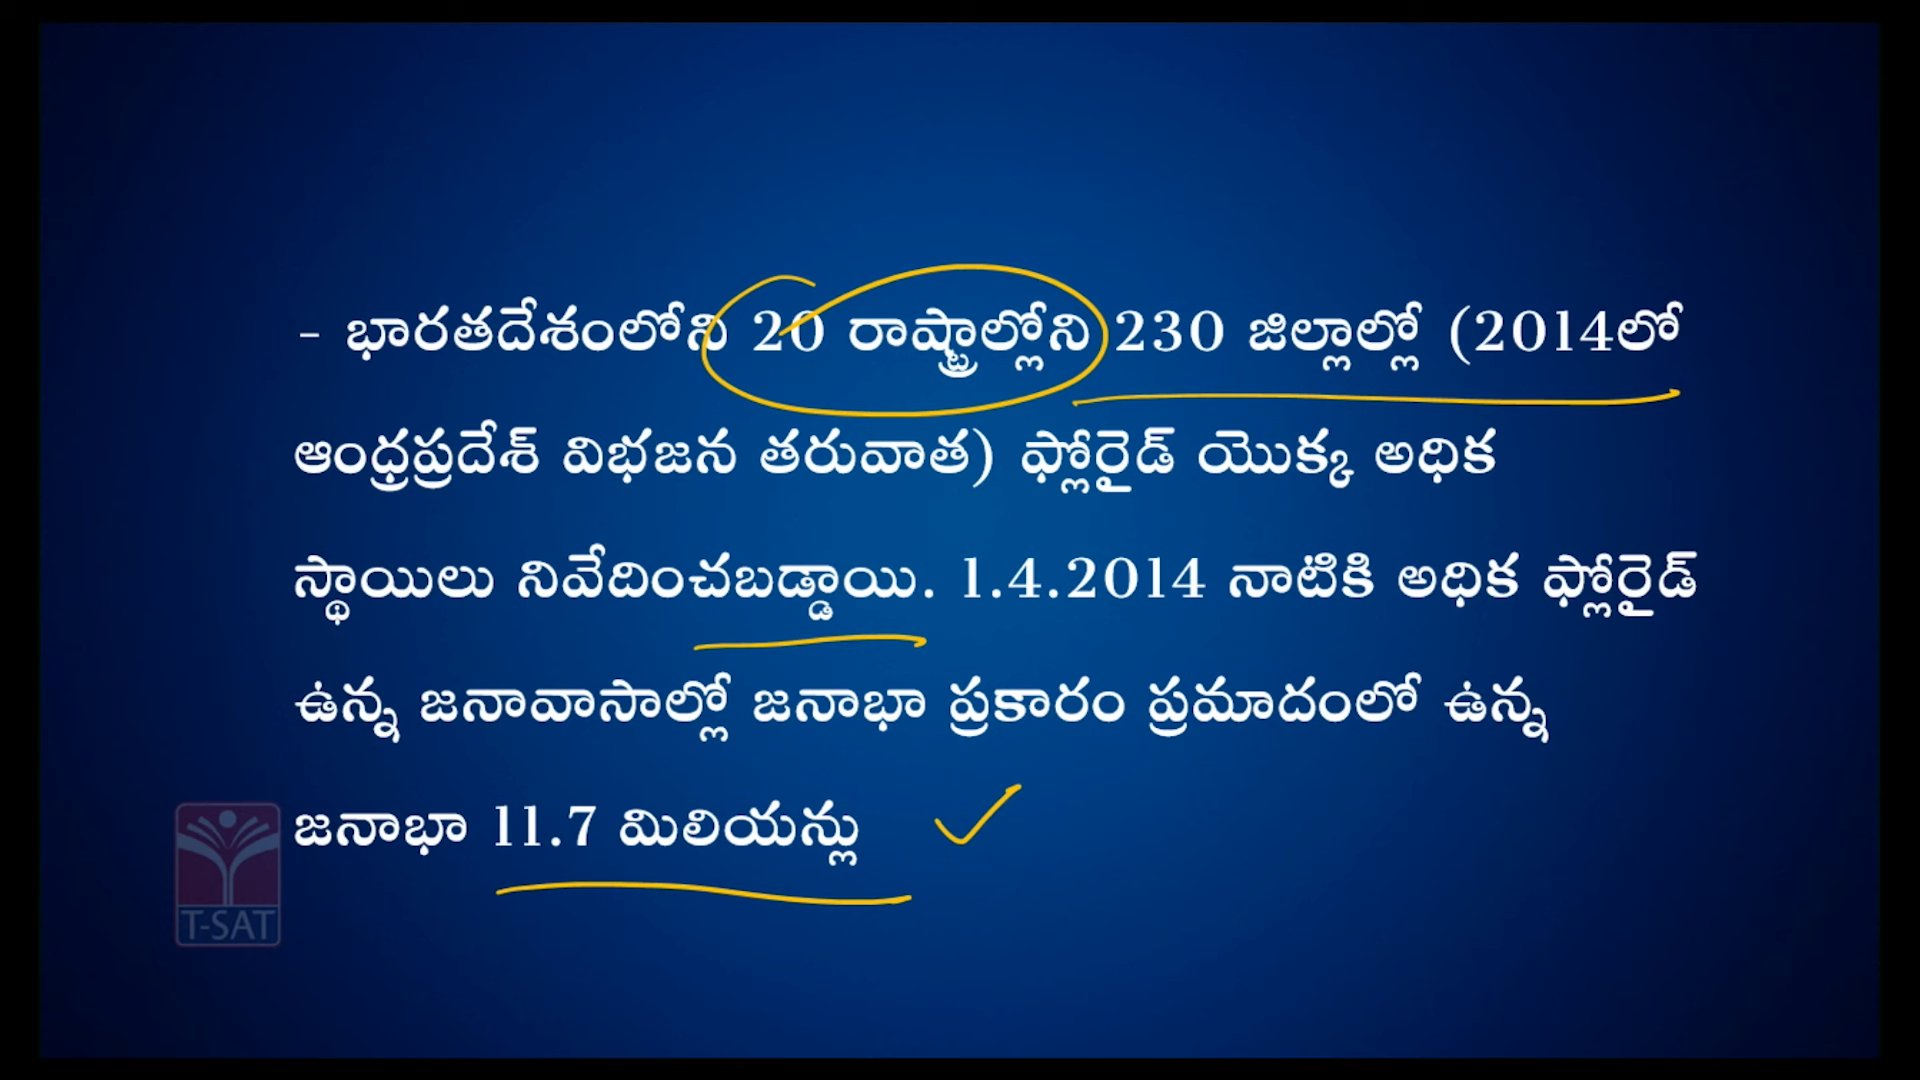 - భారతదేశంలోని 20 రాష్ట్రాల్లోని 230 జిల్లాల్లో (2014లో
ఆంధ్రప్రదేశ్ విభజన తరువాత) ఫ్లోరైడ్ యొక్క అధిక
స్థాయిలు నివేదించబడ్డాయి. 1.4.2014 నాటికి అధిక ఫ్లోరైడ్
ఉన్న జనావాసాల్లో జనాభా ప్రకారం ప్రమాదంలో ఉన్న
జనాభా 11.7 మిలియన్లు
T-SAT